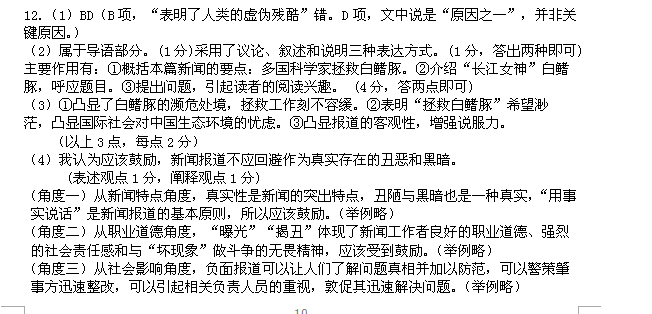 12.（1）BD（B项，“表明了人类的虚伪残酷”错。D项，文中说是“原因之一”，并非关
键原因。）
（2）属于导语部分。(1分)采用了议论、叙述和说明三种表达方式。（1分，答出两种即可）
主要作用有：①概括本篇新闻的要点：多国科学家拯救白鳍豚。②介绍“长江女神”白鳍
豚，呼应题目。③提出问题，引起读者的阅读兴趣。（4分，答两点即可）
（3）①凸显了白鳍豚的濒危处境，拯救工作刻不容缓。②表明“拯救白鳍豚”希望渺
茫，凸显国际社会对中国生态环境的忧虑。③凸显报道的客观性，增强说服力。
（以上3点，每点2分）
（4）我认为应该鼓励，新闻报道不应回避作为真实存在的丑恶和黑暗。
（表述观点1分，阐释观点1分）
（角度一）从新闻特点角度，真实性是新闻的突出特点，丑陋与黑暗也是一种真实，“用事
实说话”是新闻报道的基本原则，所以应该鼓励。（举例略）
（角度二）从职业道德角度，“曝光”“揭丑”体现了新闻工作者良好的职业道德、强烈
的社会责任感和与“坏现象”做斗争的无畏精神，应该受到鼓励。（举例略）
（角度三）从社会影响角度，负面报道可以让人们了解问题真相并加以防范，可以警策肇
事方迅速整改，可以引起相关负责人员的重视，敦促其迅速解决问题。（举例略）